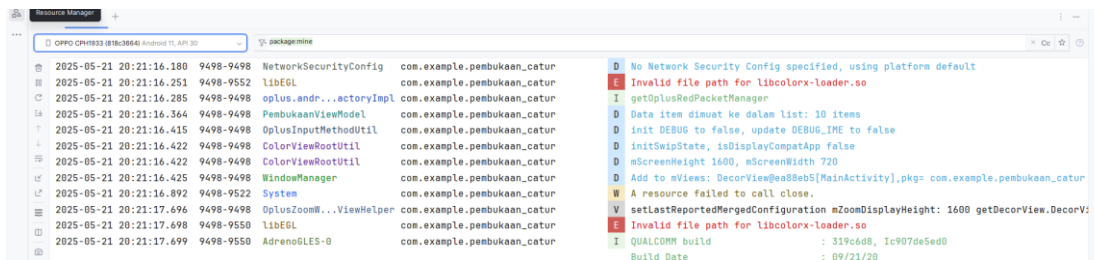 Resource Manager
OPPO CPH1933 (818c3664) Android 11, API 30 package:mine Cc
2025-05-21 20:21:16.180 9498-9498 NetworkSecurityConfig com.example.pembukaan_catur D No Network Security Config specified, using platform default
2025-05-21 20:21:16.251 9498-9552 libEGL com.example.pembukaan_catur E Invalid file path for libcolorx-loader.so
2025-05-21 20:21:16.285 9498-9498 oplus.andr...actoryImpl com.example.pembukaan_catur I getOplusRedPacketManager
2025-05-21 20:21:16.364 9498-9498 PembukaanViewModel com.example.pembukaan_catur D Data item dimuat ke dalam list: 10 items
2025-05-21 20:21:16.415 9498-9498 OplusInputMethodUtil com.example.pembukaan_catur D init DEBUG to false, update DEBUG_IME to false
2025-05-21 20:21:16.422 9498-9498 ColorViewRootUtil com.example.pembukaan_catur D initSwipState, isDisplayCompatApp false
2025-05-21 20:21:16.422 9498-9498 ColorViewRootUtil com.example.pembukaan_catur D mScreenHeight 1600, mScreenWidth 720
2025-05-21 20:21:16.425 9498-9498 WindowManager com.example.pembukaan_catur D Add to mViews: DecorView@ea88eb5[MainActivity],pkg= com.example.pembukaan_catur
2025-05-21 20:21:16.892 9498-9522 System com.example.pembukaan_catur W A resource failed to call close.
2025-05-21 20:21:17.696 9498-9498 OplusZoomW...ViewHelper com.example.pembukaan_catur V setLastReportedMergedConfiguration mZoomDisplayHeight: 1600 getDecorView.DecorVi
2025-05-21 20:21:17.698 9498-9550 libEGL com.example.pembukaan_catur E Invalid file path for libcolorx-loader.so
2025-05-21 20:21:17.699 9498-9550 AdrenoGLES-0 com.example.pembukaan_catur I QUALCOMM build : 319c6d8, Ic907de5ed0
Build Date : 09/21/20